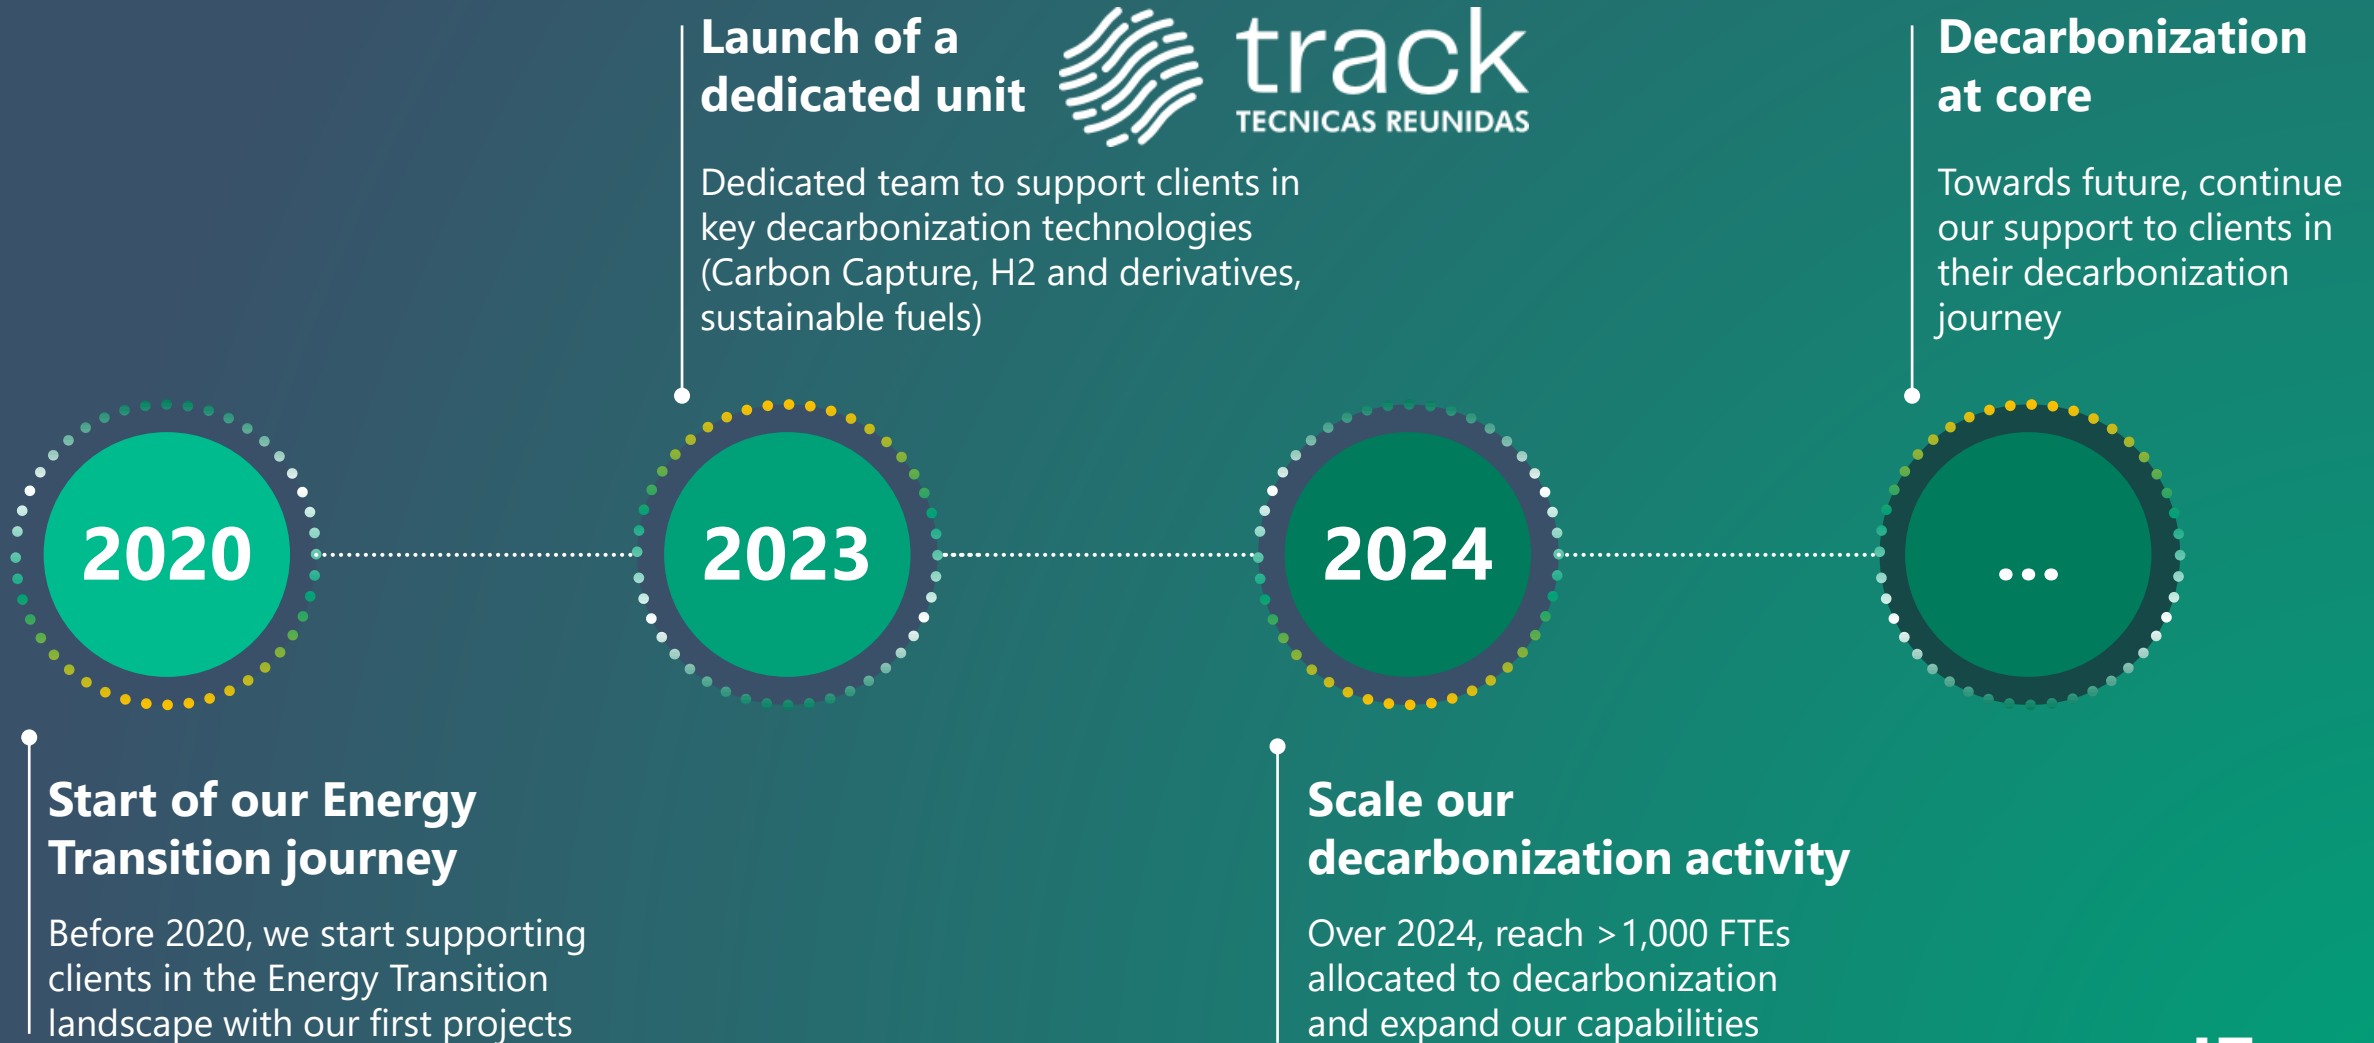 Launch of a
dedicated unit
track
TECNICAS REUNIDAS
Dedicated team to support clients in
key decarbonization technologies
(Carbon Capture, H2 and derivatives,
sustainable fuels)
Decarbonization
at core
Towards future, continue
our support to clients in
their decarbonization
journey
2020
2023
2024
...
Start of our Energy
Transition journey
Before 2020, we start supporting
clients in the Energy Transition
landscape with our first projects
Scale our
decarbonization activity
Over 2024, reach >1,000 FTEs
allocated to decarbonization
and expand our capabilities